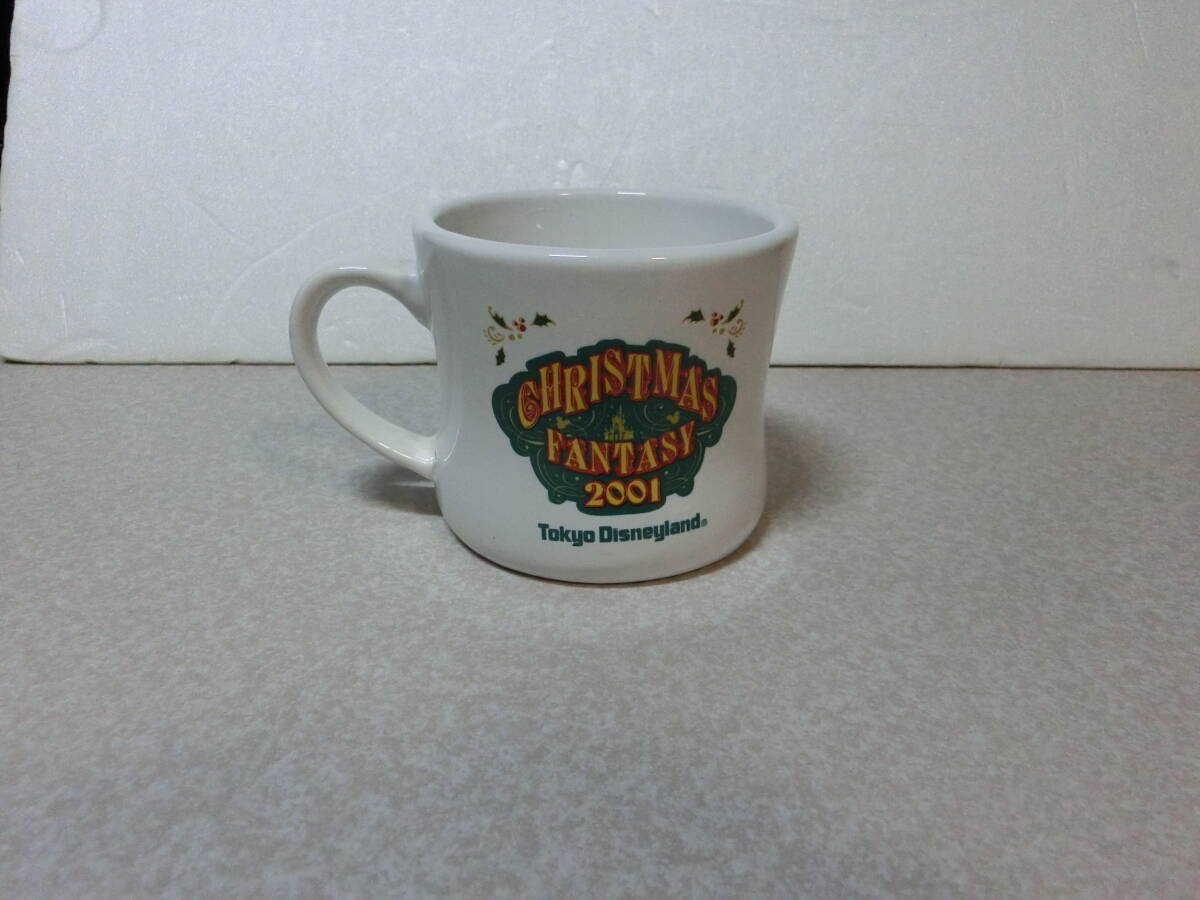 CHRISTMAS
FANTASY
2001
Tokyo Disneyland®